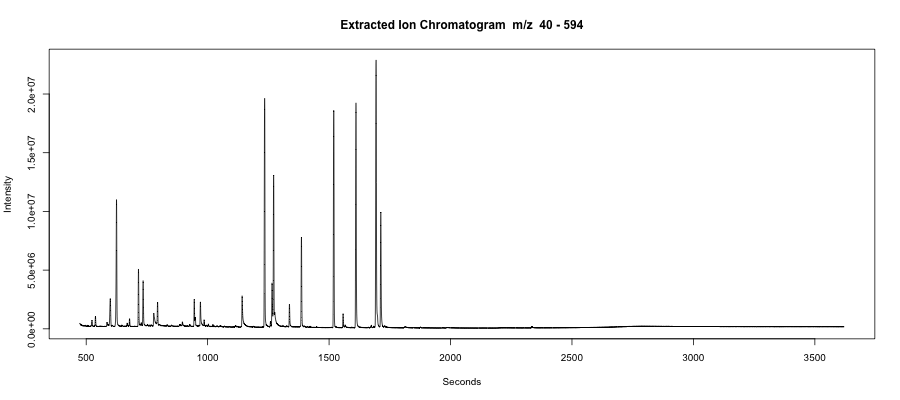 Extracted Ion Chromatogram  m/z  40 - 594
Intensity
2.0e+07
1.5e+07
1.0e+07
5.0e+06
0.0e+00
500 1000 1500 2000 2500 3000 3500
Seconds